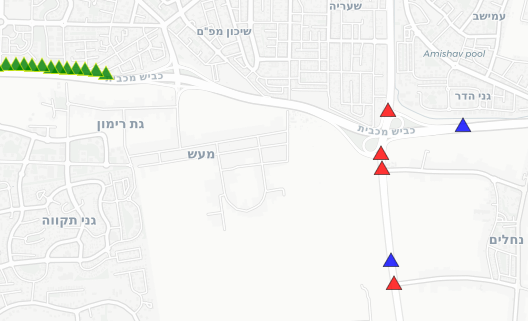 שעריה
עמישב
שיכון מפ"ם
Amishav pool
כביש מכבית
גני הדר
גת רימון
כביש מכבית
מעש
גני תקווה
נחלים